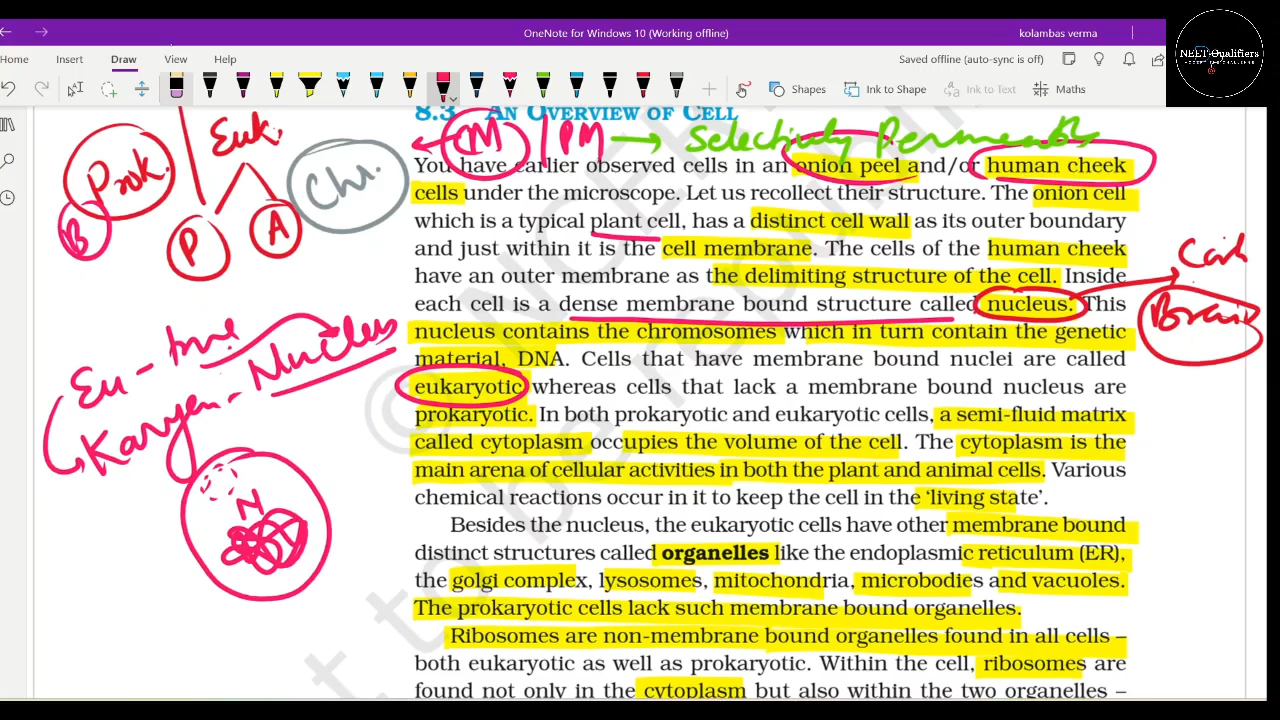 OneNote for Windows 10 (Working offline)
kolambas verma
NEET Qualifiers
Home Insert Draw View Help
Saved offline (auto-sync is off)
Shapes Ink to Shape Ink to Text Maths
8.3 AN OVERVIEW OF CELL
M | PM → Selectively Permeable
Prok. Euk. Chr.
B P A
You have earlier observed cells in an onion peel and/or human cheek
cells under the microscope. Let us recollect their structure. The onion cell
which is a typical plant cell, has a distinct cell wall as its outer boundary
and just within it is the cell membrane. The cells of the human cheek
have an outer membrane as the delimiting structure of the cell. Inside
each cell is a dense membrane bound structure called nucleus. This
nucleus contains the chromosomes which in turn contain the genetic
material, DNA. Cells that have membrane bound nuclei are called
eukaryotic whereas cells that lack a membrane bound nucleus are
prokaryotic. In both prokaryotic and eukaryotic cells, a semi-fluid matrix
called cytoplasm occupies the volume of the cell. The cytoplasm is the
main arena of cellular activities in both the plant and animal cells. Various
chemical reactions occur in it to keep the cell in the ‘living state’.
Besides the nucleus, the eukaryotic cells have other membrane bound
distinct structures called organelles like the endoplasmic reticulum (ER),
the golgi complex, lysosomes, mitochondria, microbodies and vacuoles.
The prokaryotic cells lack such membrane bound organelles.
Ribosomes are non-membrane bound organelles found in all cells –
both eukaryotic as well as prokaryotic. Within the cell, ribosomes are
found not only in the cytoplasm but also within the two organelles –
Brain
Eu - true
Karyon - Nucleus
N